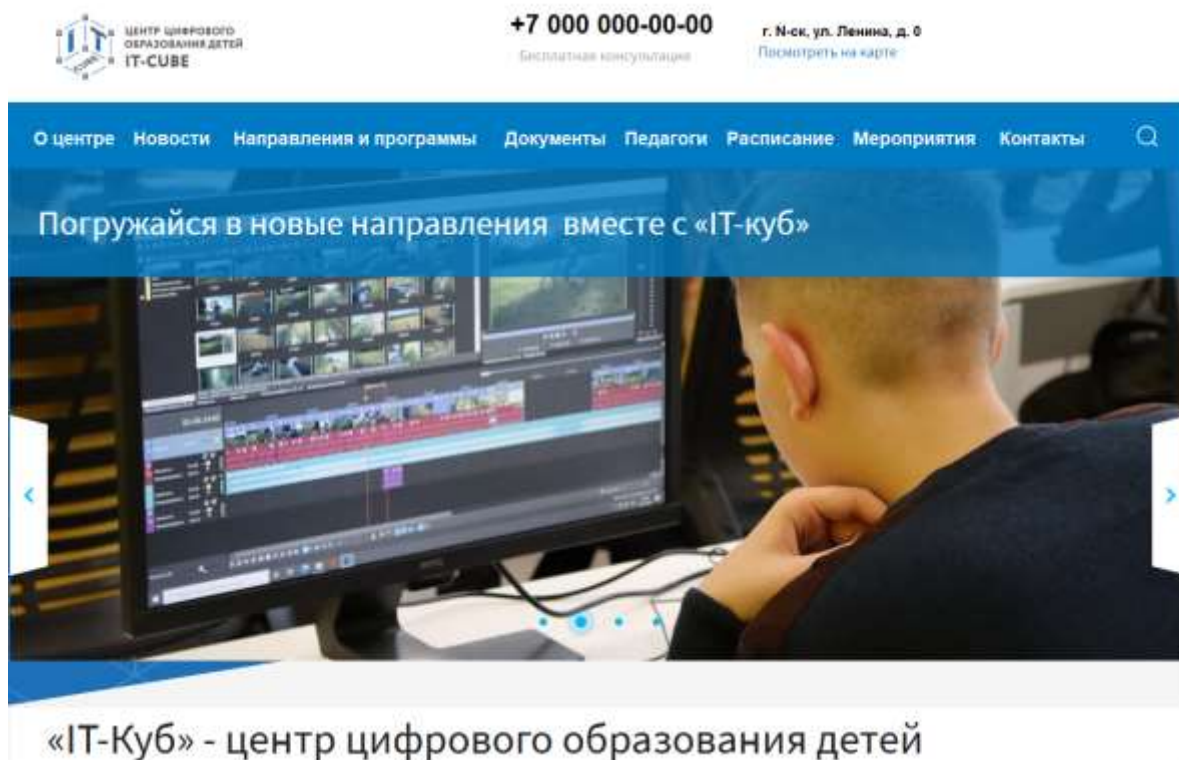 ЦЕНТР ЦИФРОВОГО
ОБРАЗОВАНИЯ ДЕТЕЙ
IT-CUBE
+7 000 000-00-00
Бесплатная консультация
г. N-ск, ул. Ленина, д. 0
Посмотреть на карте
О центре Новости Направления и программы Документы Педагоги Расписание Мероприятия Контакты
Погружайся в новые направления вместе с «IT-куб»
«IT-Куб» - центр цифрового образования детей